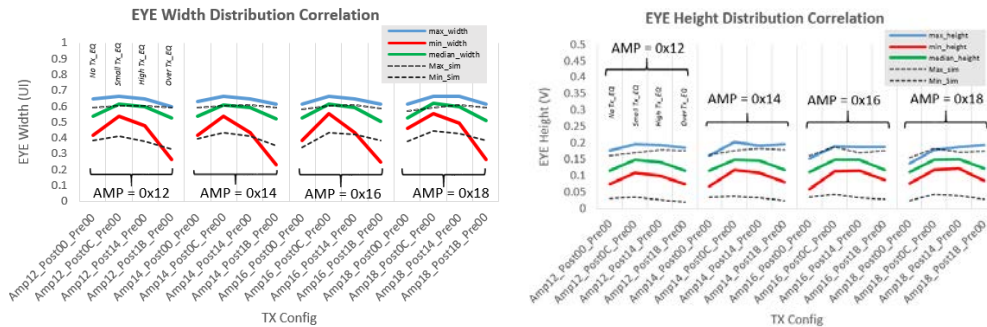 EYE Width Distribution Correlation
EYE Width (UI)
1
0.9
0.8
0.7
0.6
0.5
0.4
0.3
0.2
0.1
0
No Tx_EQ
Small Tx_EQ
High Tx_EQ
Over Tx_EQ
max_width
min_width
median_width
Max_sim
Min_sim
AMP = 0x12
AMP = 0x14
AMP = 0x16
AMP = 0x18
Amp12_Post00_Pre00
Amp12_Post0C_Pre00
Amp12_Post14_Pre00
Amp12_Post1B_Pre00
Amp14_Post00_Pre00
Amp14_Post0C_Pre00
Amp14_Post14_Pre00
Amp14_Post1B_Pre00
Amp16_Post00_Pre00
Amp16_Post0C_Pre00
Amp16_Post14_Pre00
Amp16_Post1B_Pre00
Amp18_Post00_Pre00
Amp18_Post0C_Pre00
Amp18_Post14_Pre00
Amp18_Post1B_Pre00
TX Config
EYE Height Distribution Correlation
EYE Height (V)
0.5
0.45
0.4
0.35
0.3
0.25
0.2
0.15
0.1
0.05
0
AMP = 0x12
No Tx_EQ
Small Tx_EQ
High Tx_EQ
Over Tx_EQ
max_height
min_height
median_height
Max_sim
Min_Sim
AMP = 0x14
AMP = 0x16
AMP = 0x18
Amp12_Post00_Pre00
Amp12_Post0C_Pre00
Amp12_Post14_Pre00
Amp12_Post1B_Pre00
Amp14_Post00_Pre00
Amp14_Post0C_Pre00
Amp14_Post14_Pre00
Amp14_Post1B_Pre00
Amp16_Post00_Pre00
Amp16_Post0C_Pre00
Amp16_Post14_Pre00
Amp16_Post1B_Pre00
Amp18_Post00_Pre00
Amp18_Post0C_Pre00
Amp18_Post14_Pre00
Amp18_Post1B_Pre00
TX Config